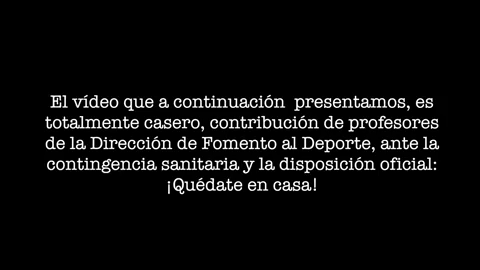 El vídeo que a continuación presentamos, es
totalmente casero, contribución de profesores
de la Dirección de Fomento al Deporte, ante la
contingencia sanitaria y la disposición oficial:
¡Quédate en casa!